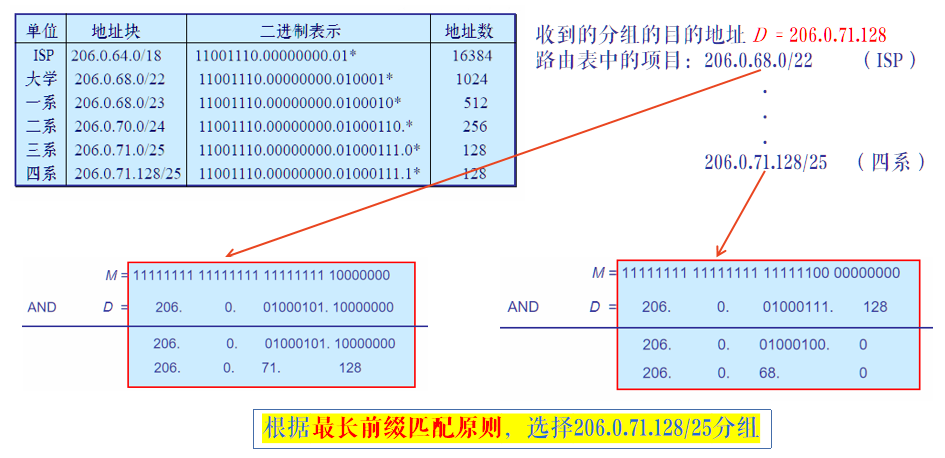 单位 地址块 二进制表示 地址数
ISP 206.0.64.0/18 11001110.00000000.01* 16384
大学 206.0.68.0/22 11001110.00000000.010001* 1024
一系 206.0.68.0/23 11001110.00000000.0100010* 512
二系 206.0.70.0/24 11001110.00000000.01000110.* 256
三系 206.0.71.0/25 11001110.00000000.01000111.0* 128
四系 206.0.71.128/25 11001110.00000000.01000111.1* 128
收到的分组的目的地址 D = 206.0.71.128
路由表中的项目：206.0.68.0/22 （ISP）
.
.
.
206.0.71.128/25 （四系）
M = 11111111 11111111 11111111 10000000
AND D = 206. 0. 01000101. 10000000
206. 0. 01000101. 10000000
206. 0. 71. 128
M = 11111111 11111111 11111100 00000000
AND D = 206. 0. 01000111. 128
206. 0. 01000100. 0
206. 0. 68. 0
根据最长前缀匹配原则，选择206.0.71.128/25分组